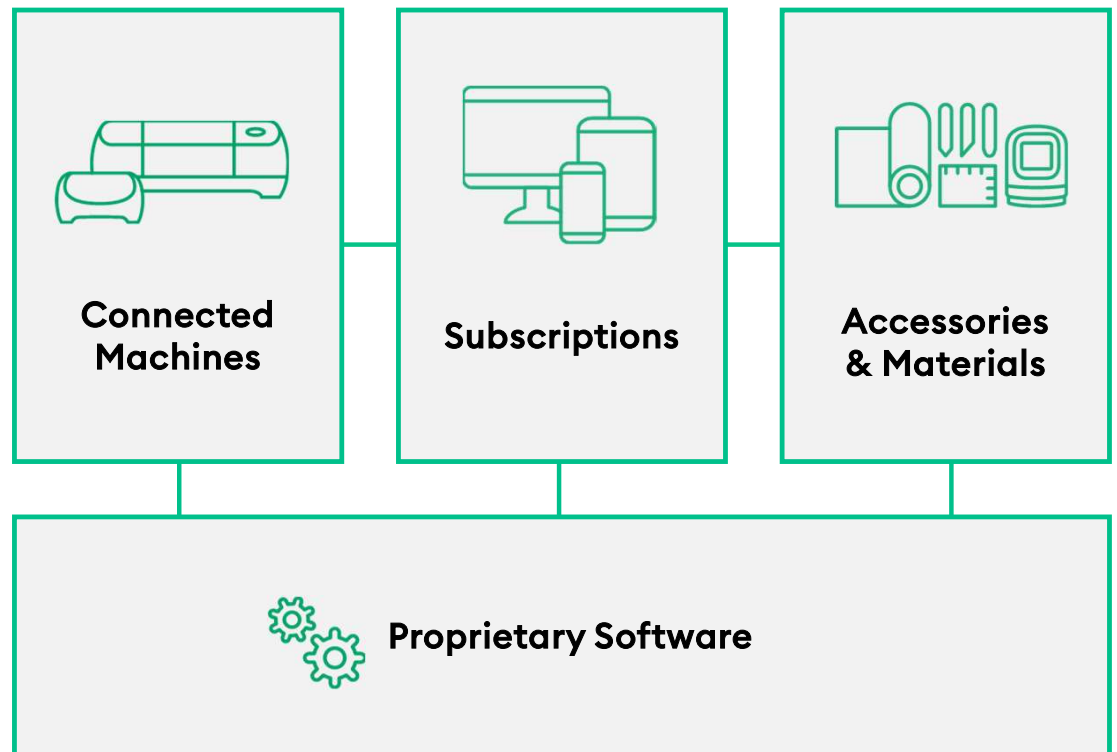 Connected
Machines
Subscriptions
Accessories
& Materials
Proprietary Software